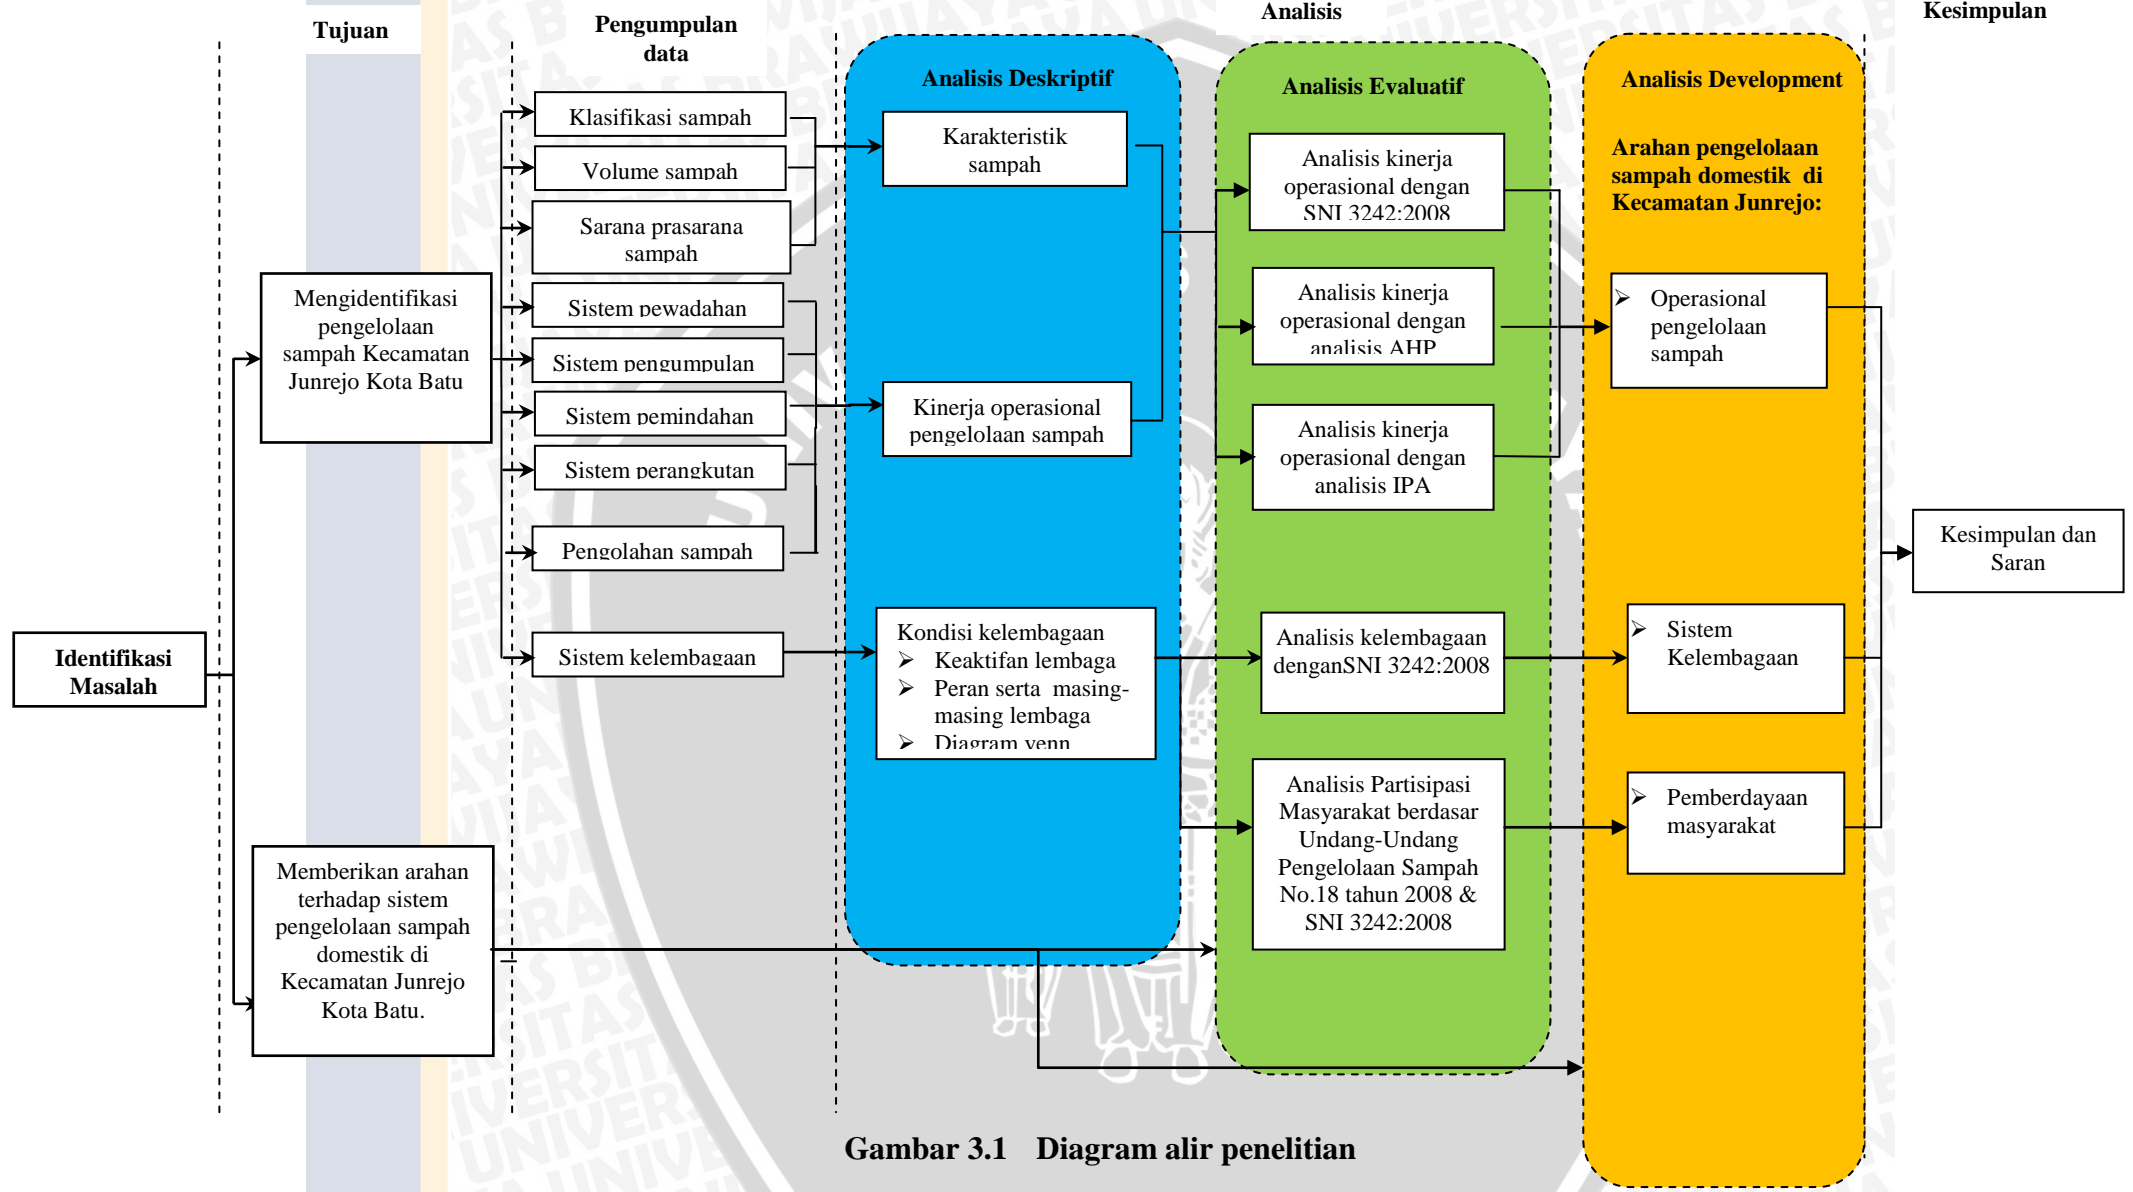 Tujuan
Pengumpulan
data
Analisis
Kesimpulan
Identifikasi
Masalah
Mengidentifikasi
pengelolaan
sampah Kecamatan
Junrejo Kota Batu
Memberikan arahan
terhadap sistem
pengelolaan sampah
domestik di
Kecamatan Junrejo
Kota Batu.
Klasifikasi sampah
Volume sampah
Sarana prasarana
sampah
Sistem pewadahan
Sistem pengumpulan
Sistem pemindahan
Sistem perangkutan
Pengolahan sampah
Sistem kelembagaan
Analisis Deskriptif
Karakteristik
sampah
Kinerja operasional
pengelolaan sampah
Kondisi kelembagaan
➢ Keaktifan lembaga
➢ Peran serta masing-
masing lembaga
➢ Diagram venn
Analisis Evaluatif
Analisis kinerja
operasional dengan
SNI 3242:2008
Analisis kinerja
operasional dengan
analisis AHP
Analisis kinerja
operasional dengan
analisis IPA
Analisis kelembagaan
denganSNI 3242:2008
Analisis Partisipasi
Masyarakat berdasar
Undang-Undang
Pengelolaan Sampah
No.18 tahun 2008 &
SNI 3242:2008
Analisis Development
Arahan pengelolaan
sampah domestik di
Kecamatan Junrejo:
➢ Operasional
pengelolaan
sampah
➢ Sistem
Kelembagaan
➢ Pemberdayaan
masyarakat
Kesimpulan dan
Saran
Gambar 3.1 Diagram alir penelitian